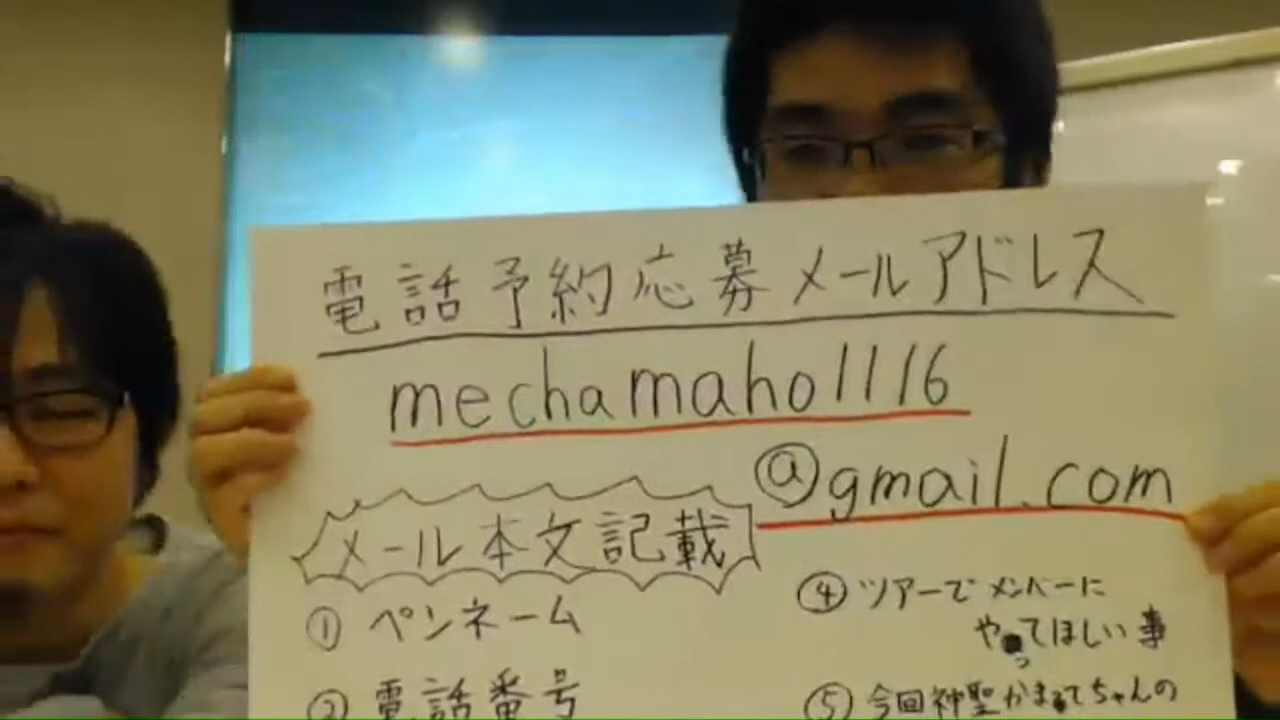 電話予約応募メールアドレス
mechamaho1116
@gmail.com
メール本文記載
① ペンネーム
② 電話番号
④ ツアーでメンバーに
やってほしい事
⑤ 今回神聖かまってちゃんの